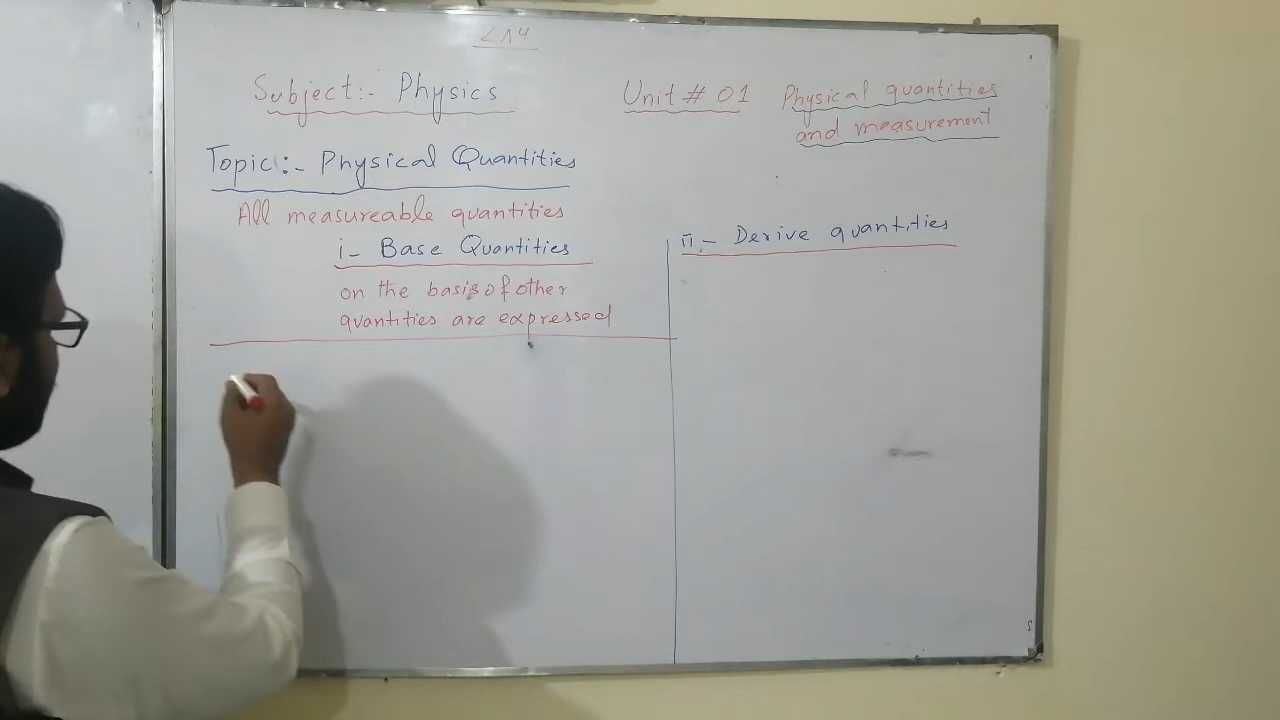 Subject:- Physics
Unit # 01 Physical quantities
and measurement
Topic:- Physical Quantities
All measureable quantities
i- Base Quantities
on the basis of other
quantities are expressed
ii.- Derive quantities